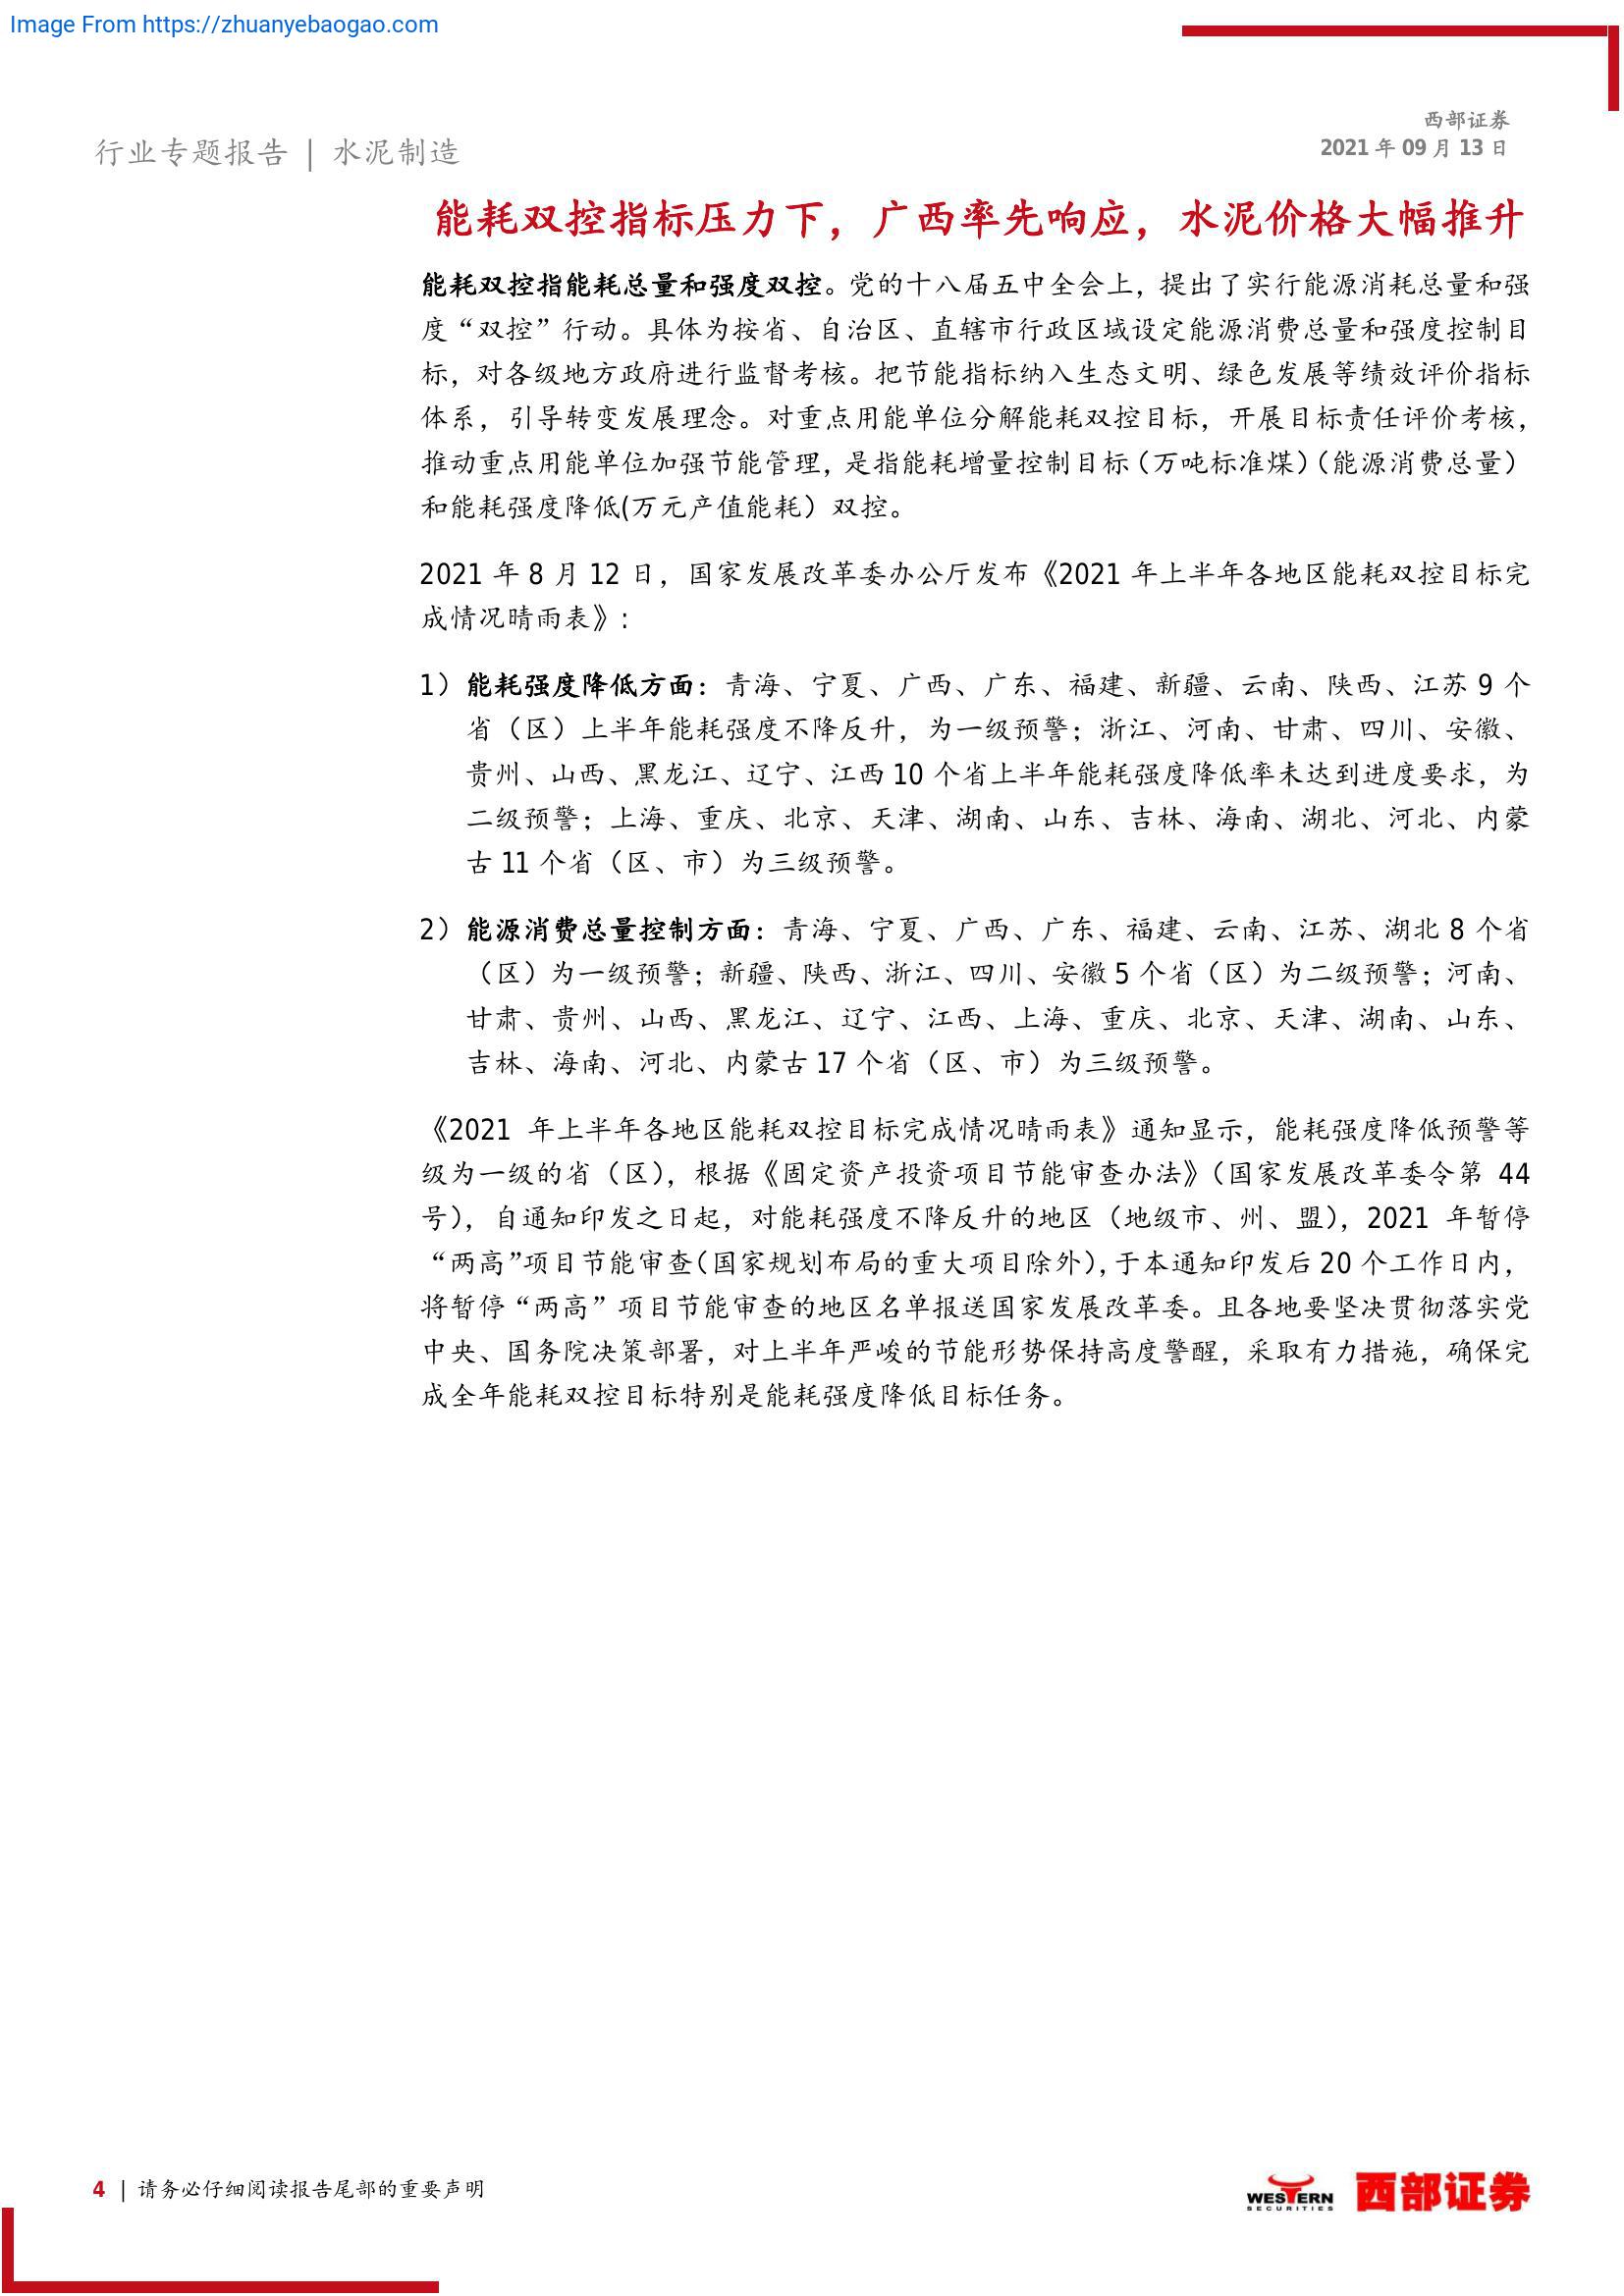 Image From https://zhuanyebaogao.com
西部证券
2021 年 09 月 13 日
行业专题报告 | 水泥制造
能耗双控指标压力下，广西率先响应，水泥价格大幅推升
能耗双控指能耗总量和强度双控。党的十八届五中全会上，提出了实行能源消耗总量和强
度“双控”行动。具体为按省、自治区、直辖市行政区域设定能源消费总量和强度控制目
标，对各级地方政府进行监督考核。把节能指标纳入生态文明、绿色发展等绩效评价指标
体系，引导转变发展理念。对重点用能单位分解能耗双控目标，开展目标责任评价考核，
推动重点用能单位加强节能管理，是指能耗增量控制目标（万吨标准煤）（能源消费总量）
和能耗强度降低(万元产值能耗）双控。
2021 年 8 月 12 日，国家发展改革委办公厅发布《2021 年上半年各地区能耗双控目标完
成情况晴雨表》：
1）能耗强度降低方面：青海、宁夏、广西、广东、福建、新疆、云南、陕西、江苏 9 个
省（区）上半年能耗强度不降反升，为一级预警；浙江、河南、甘肃、四川、安徽、
贵州、山西、黑龙江、辽宁、江西 10 个省上半年能耗强度降低率未达到进度要求，为
二级预警；上海、重庆、北京、天津、湖南、山东、吉林、海南、湖北、河北、内蒙
古 11 个省（区、市）为三级预警。
2）能源消费总量控制方面：青海、宁夏、广西、广东、福建、云南、江苏、湖北 8 个省
（区）为一级预警；新疆、陕西、浙江、四川、安徽 5 个省（区）为二级预警；河南、
甘肃、贵州、山西、黑龙江、辽宁、江西、上海、重庆、北京、天津、湖南、山东、
吉林、海南、河北、内蒙古 17 个省（区、市）为三级预警。
《2021 年上半年各地区能耗双控目标完成情况晴雨表》通知显示，能耗强度降低预警等
级为一级的省（区），根据《固定资产投资项目节能审查办法》（国家发展改革委令第 44
号），自通知印发之日起，对能耗强度不降反升的地区（地级市、州、盟），2021 年暂停
“两高”项目节能审查（国家规划布局的重大项目除外），于本通知印发后 20 个工作日内，
将暂停“两高”项目节能审查的地区名单报送国家发展改革委。且各地要坚决贯彻落实党
中央、国务院决策部署，对上半年严峻的节能形势保持高度警醒，采取有力措施，确保完
成全年能耗双控目标特别是能耗强度降低目标任务。
4 | 请务必仔细阅读报告尾部的重要声明
WESTERN
SECURITIES
西部证券